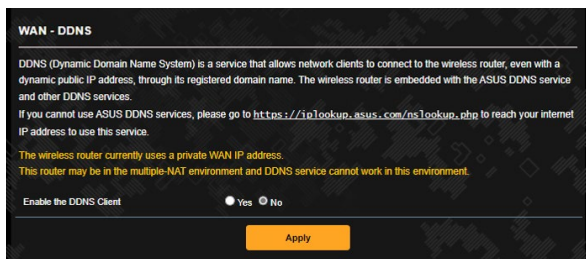 WAN - DDNS
DDNS (Dynamic Domain Name System) is a service that allows network clients to connect to the wireless router, even with a
dynamic public IP address, through its registered domain name. The wireless router is embedded with the ASUS DDNS service
and other DDNS services.
If you cannot use ASUS DDNS services, please go to https://iplookup.asus.com/nslookup.php to reach your internet
IP address to use this service.
The wireless router currently uses a private WAN IP address.
This router may be in the multiple-NAT environment and DDNS service cannot work in this environment.
Enable the DDNS Client Yes No
Apply